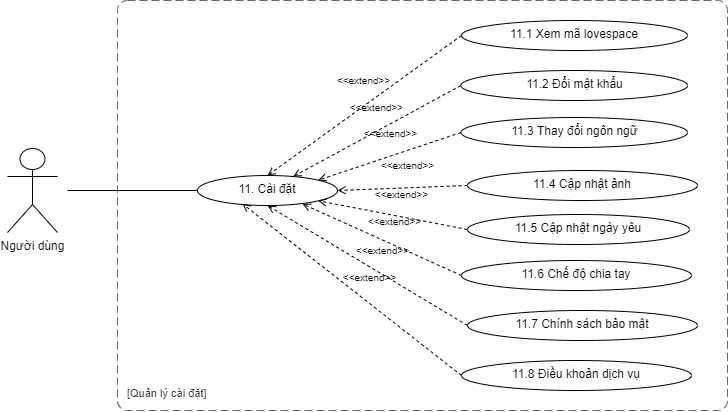 11.1 Xem mã lovespace
<<extend>>
11.2 Đổi mật khẩu
<<extend>>
11.3 Thay đổi ngôn ngữ
<<extend>>
<<extend>>
11.4 Cập nhật ảnh
11. Cài đặt
<<extend>>
11.5 Cập nhật ngày yêu
Người dùng
<<extend>>
11.6 Chế độ chia tay
<<extend>>
11.7 Chính sách bảo mật
11.8 Điều khoản dịch vụ
[Quản lý cài đặt]